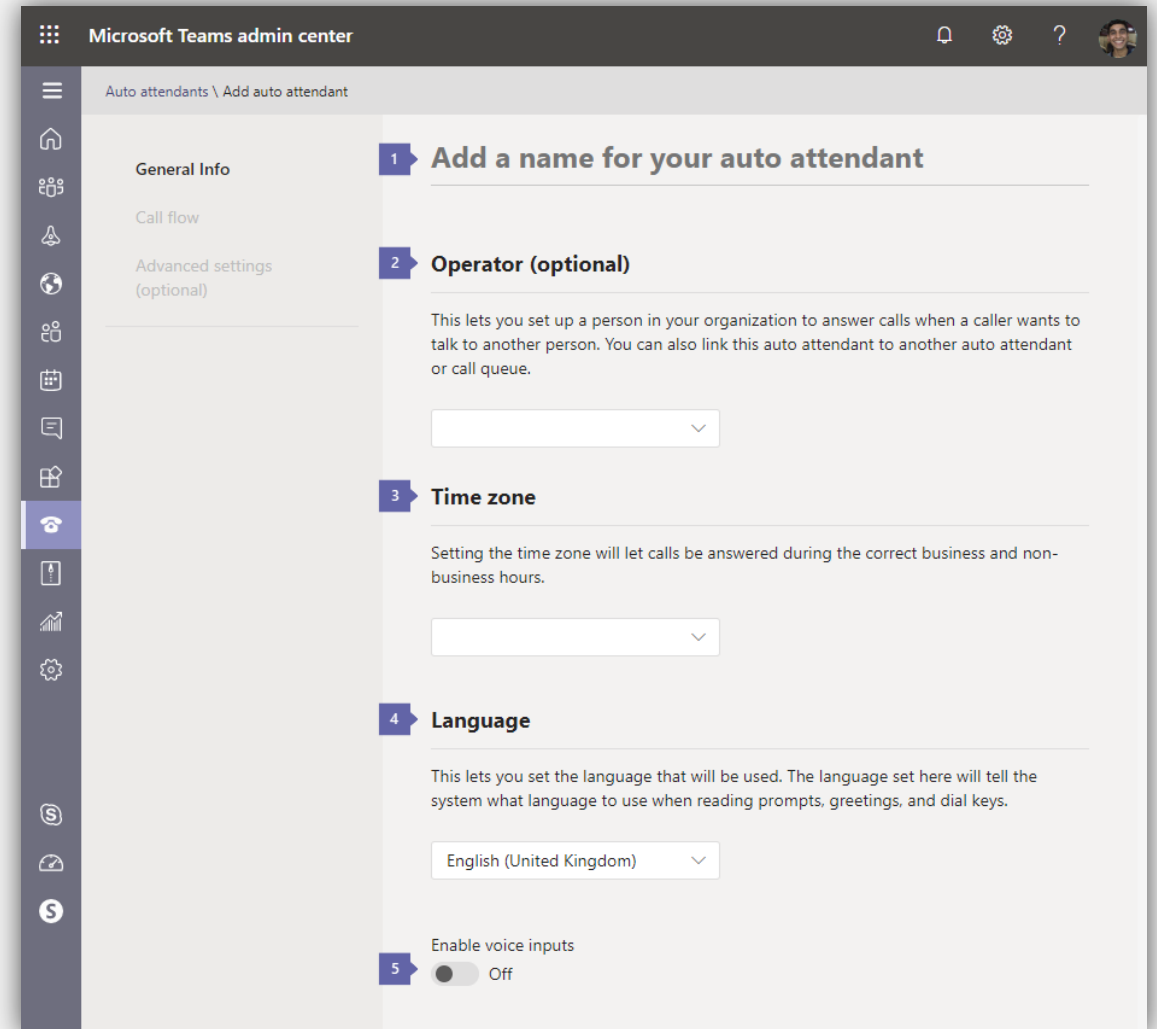 Microsoft Teams admin center
?
Auto attendants \ Add auto attendant
General Info
Call flow
Advanced settings
(optional)
1
Add a name for your auto attendant
2
Operator (optional)
This lets you set up a person in your organization to answer calls when a caller wants to
talk to another person. You can also link this auto attendant to another auto attendant
or call queue.
3
Time zone
Setting the time zone will let calls be answered during the correct business and non-
business hours.
4
Language
This lets you set the language that will be used. The language set here will tell the
system what language to use when reading prompts, greetings, and dial keys.
English (United Kingdom)
Enable voice inputs
5
Off